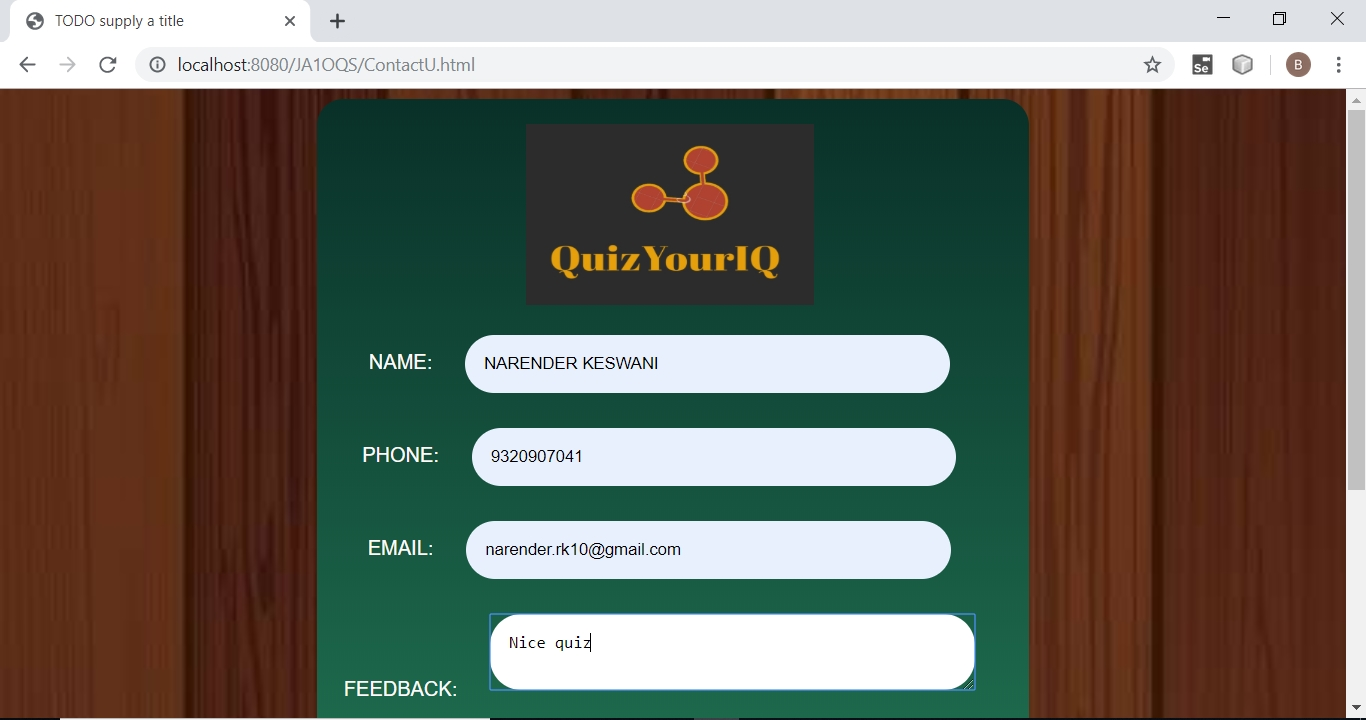 TODO supply a title
localhost:8080/JA1OQS/ContactU.html
Se
B
QuizYourIQ
NAME: NARENDER KESWANI
PHONE: 9320907041
EMAIL: narender.rk10@gmail.com
Nice quiz
FEEDBACK: